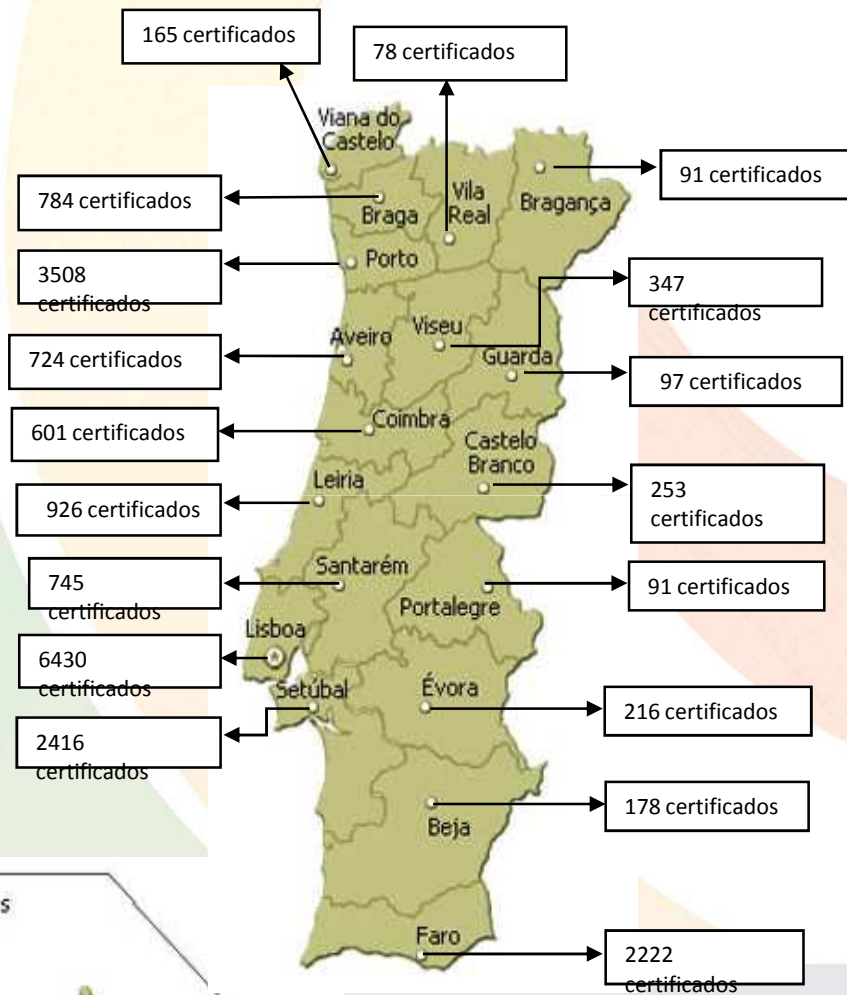 165 certificados
78 certificados
Viana do
Castelo
91 certificados
784 certificados
Braga
Vila
Real
Bragança
3508
certificados
Porto
347
certificados
724 certificados
Aveiro
Viseu
Guarda
97 certificados
601 certificados
Coimbra
Castelo
Branco
926 certificados
Leiria
253
certificados
745
certificados
Santarém
Portalegre
91 certificados
Lisboa
6430
certificados
Setúbal
Évora
216 certificados
2416
certificados
178 certificados
Beja
Faro
2222
certificados